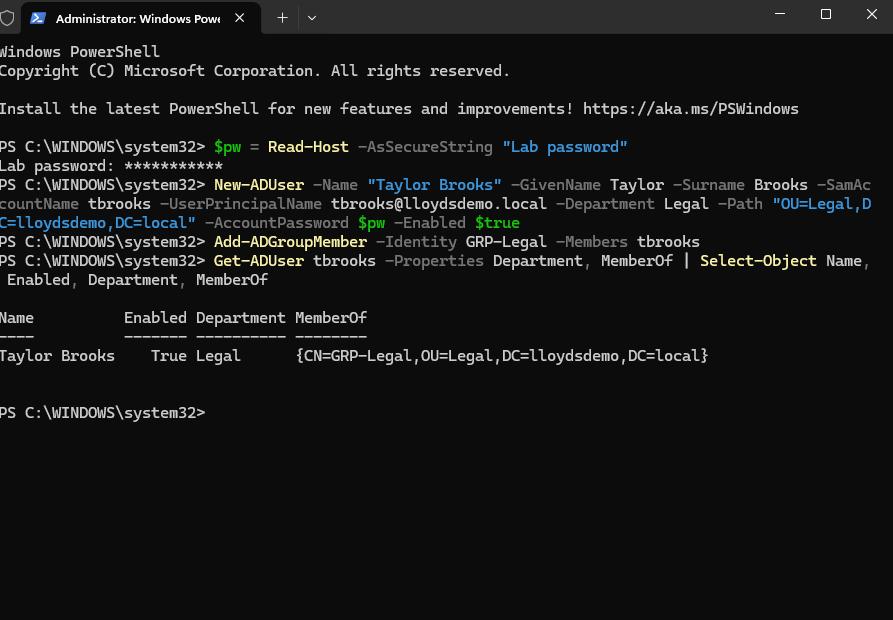 Administrator: Windows Powe
Windows PowerShell
Copyright (C) Microsoft Corporation. All rights reserved.
Install the latest PowerShell for new features and improvements! https://aka.ms/PSWindows
PS C:\WINDOWS\system32> $pw = Read-Host -AsSecureString "Lab password"
Lab password: ***********
PS C:\WINDOWS\system32> New-ADUser -Name "Taylor Brooks" -GivenName Taylor -Surname Brooks -SamAc
countName tbrooks -UserPrincipalName tbrooks@lloydsdemo.local -Department Legal -Path "OU=Legal,D
C=lloydsdemo,DC=local" -AccountPassword $pw -Enabled $true
PS C:\WINDOWS\system32> Add-ADGroupMember -Identity GRP-Legal -Members tbrooks
PS C:\WINDOWS\system32> Get-ADUser tbrooks -Properties Department, MemberOf | Select-Object Name,
Enabled, Department, MemberOf
Name Enabled Department MemberOf
---- ------- ---------- --------
Taylor Brooks True Legal {CN=GRP-Legal,OU=Legal,DC=lloydsdemo,DC=local}
PS C:\WINDOWS\system32>